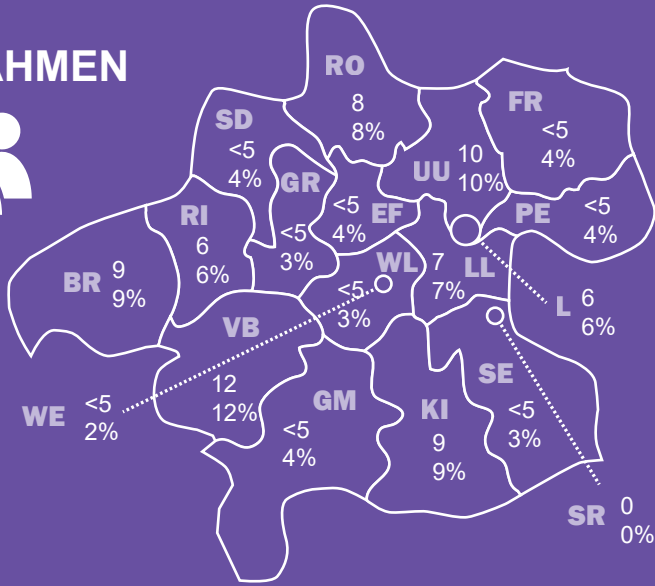 AHMEN
RO
8
8%
FR
<5
4%
SD
<5
4%
UU
10
10%
GR
<5
3%
EF
<5
4%
PE
<5
4%
RI
6
6%
BR
9
9%
WL
<5
3%
LL
7
7%
L
6
6%
VB
12
12%
WE
<5
2%
GM
<5
4%
KI
9
9%
SE
<5
3%
SR
0
0%